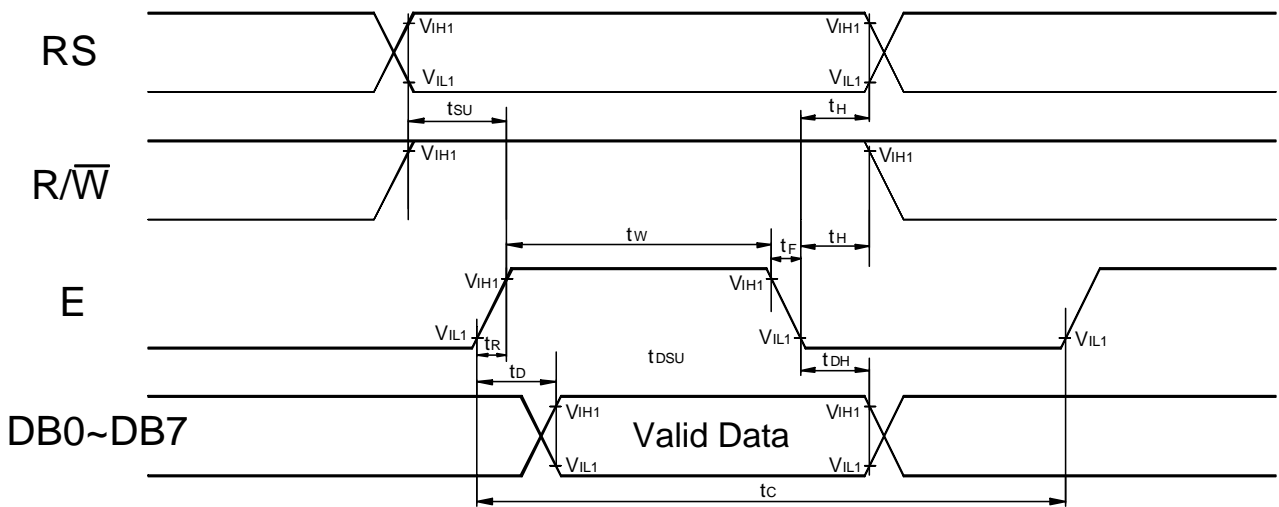 RS
VIH1
VIH1
VIL1
VIL1
tSU
tH
R/W̅
VIH1
VIH1
tW
tF
tH
E
VIH1
VIH1
VIL1
VIL1
VIL1
tR
tDSU
tDH
tD
DB0~DB7
VIH1
VIH1
Valid Data
VIL1
VIL1
tC